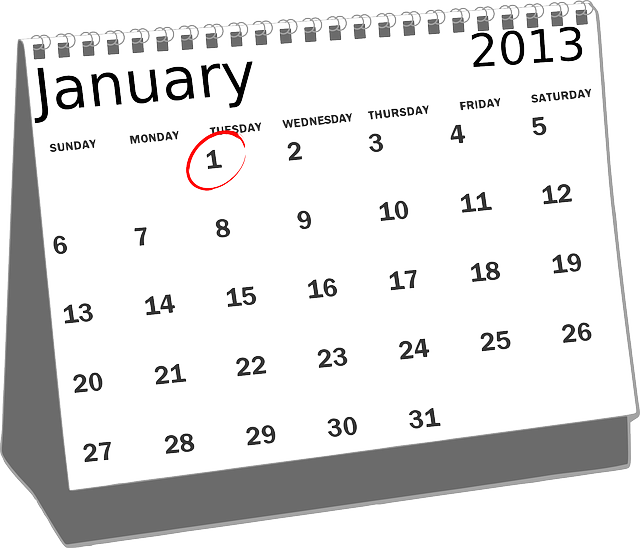 January 2013
SUNDAY MONDAY TUESDAY WEDNESDAY THURSDAY FRIDAY SATURDAY
1 2 3 4 5
6 7 8 9 10 11 12
13 14 15 16 17 18 19
20 21 22 23 24 25 26
27 28 29 30 31